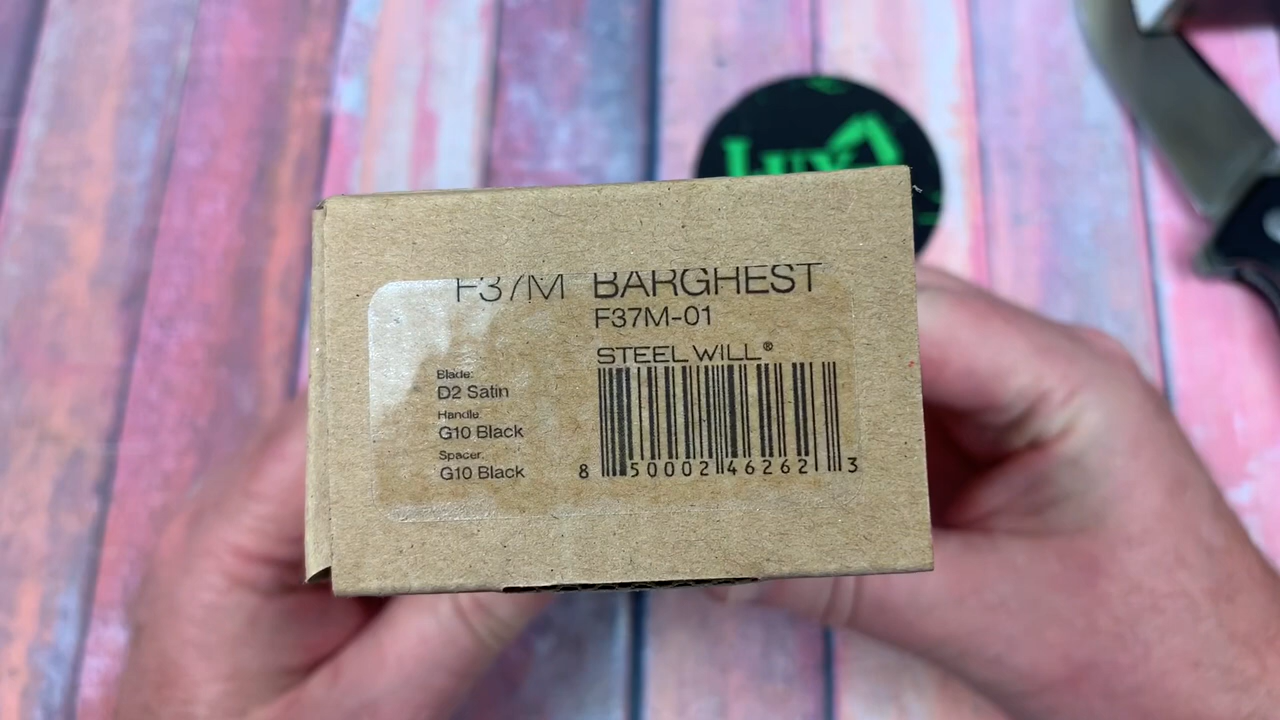 LUX
F37M BARGHEST
F37M-01
STEEL WILL®
Blade:
D2 Satin
Handle:
G10 Black
Spacer:
G10 Black
8 50002 46262 3